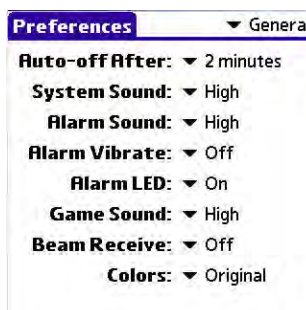 Preferences ▼ Genera
Auto-off After: ▼ 2 minutes
System Sound: ▼ High
Alarm Sound: ▼ High
Alarm Vibrate: ▼ Off
Alarm LED: ▼ On
Game Sound: ▼ High
Beam Receive: ▼ Off
Colors: ▼ Original